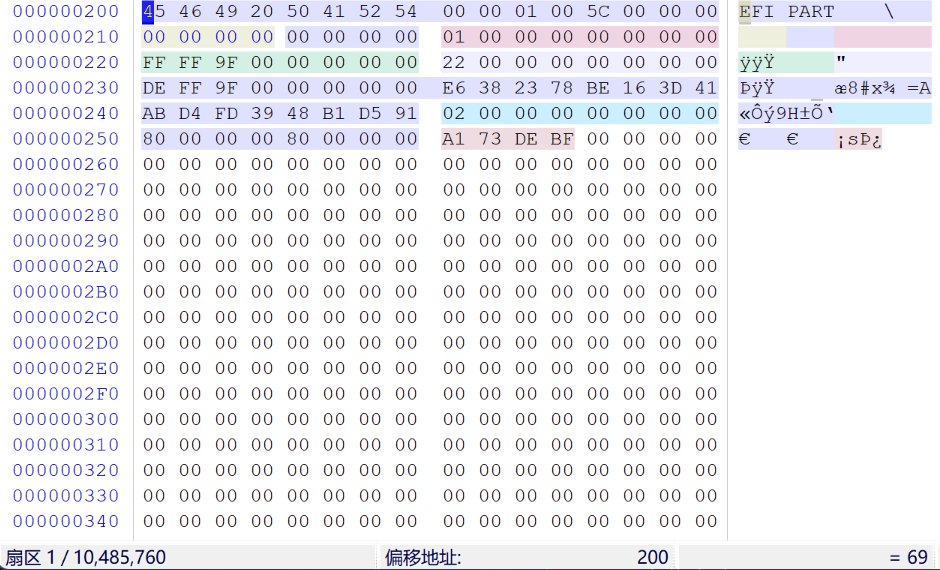 000000200 45 46 49 20 50 41 52 54 00 00 01 00 5C 00 00 00 EFI PART \
000000210 00 00 00 00 00 00 00 00 01 00 00 00 00 00 00 00
000000220 FF FF 9F 00 00 00 00 00 22 00 00 00 00 00 00 00 ÿÿŸ "
000000230 DE FF 9F 00 00 00 00 00 E6 38 23 78 BE 16 3D 41 ÞÿŸ æ8#x¾ =A
000000240 AB D4 FD 39 48 B1 D5 91 02 00 00 00 00 00 00 00 «Ôý9H±Õ‘
000000250 80 00 00 00 80 00 00 00 A1 73 DE BF 00 00 00 00 € € ¡sÞ¿
000000260 00 00 00 00 00 00 00 00 00 00 00 00 00 00 00 00
000000270 00 00 00 00 00 00 00 00 00 00 00 00 00 00 00 00
000000280 00 00 00 00 00 00 00 00 00 00 00 00 00 00 00 00
000000290 00 00 00 00 00 00 00 00 00 00 00 00 00 00 00 00
0000002A0 00 00 00 00 00 00 00 00 00 00 00 00 00 00 00 00
0000002B0 00 00 00 00 00 00 00 00 00 00 00 00 00 00 00 00
0000002C0 00 00 00 00 00 00 00 00 00 00 00 00 00 00 00 00
0000002D0 00 00 00 00 00 00 00 00 00 00 00 00 00 00 00 00
0000002E0 00 00 00 00 00 00 00 00 00 00 00 00 00 00 00 00
0000002F0 00 00 00 00 00 00 00 00 00 00 00 00 00 00 00 00
000000300 00 00 00 00 00 00 00 00 00 00 00 00 00 00 00 00
000000310 00 00 00 00 00 00 00 00 00 00 00 00 00 00 00 00
000000320 00 00 00 00 00 00 00 00 00 00 00 00 00 00 00 00
000000330 00 00 00 00 00 00 00 00 00 00 00 00 00 00 00 00
000000340 00 00 00 00 00 00 00 00 00 00 00 00 00 00 00 00
扇区 1 / 10,485,760 偏移地址: 200 = 69